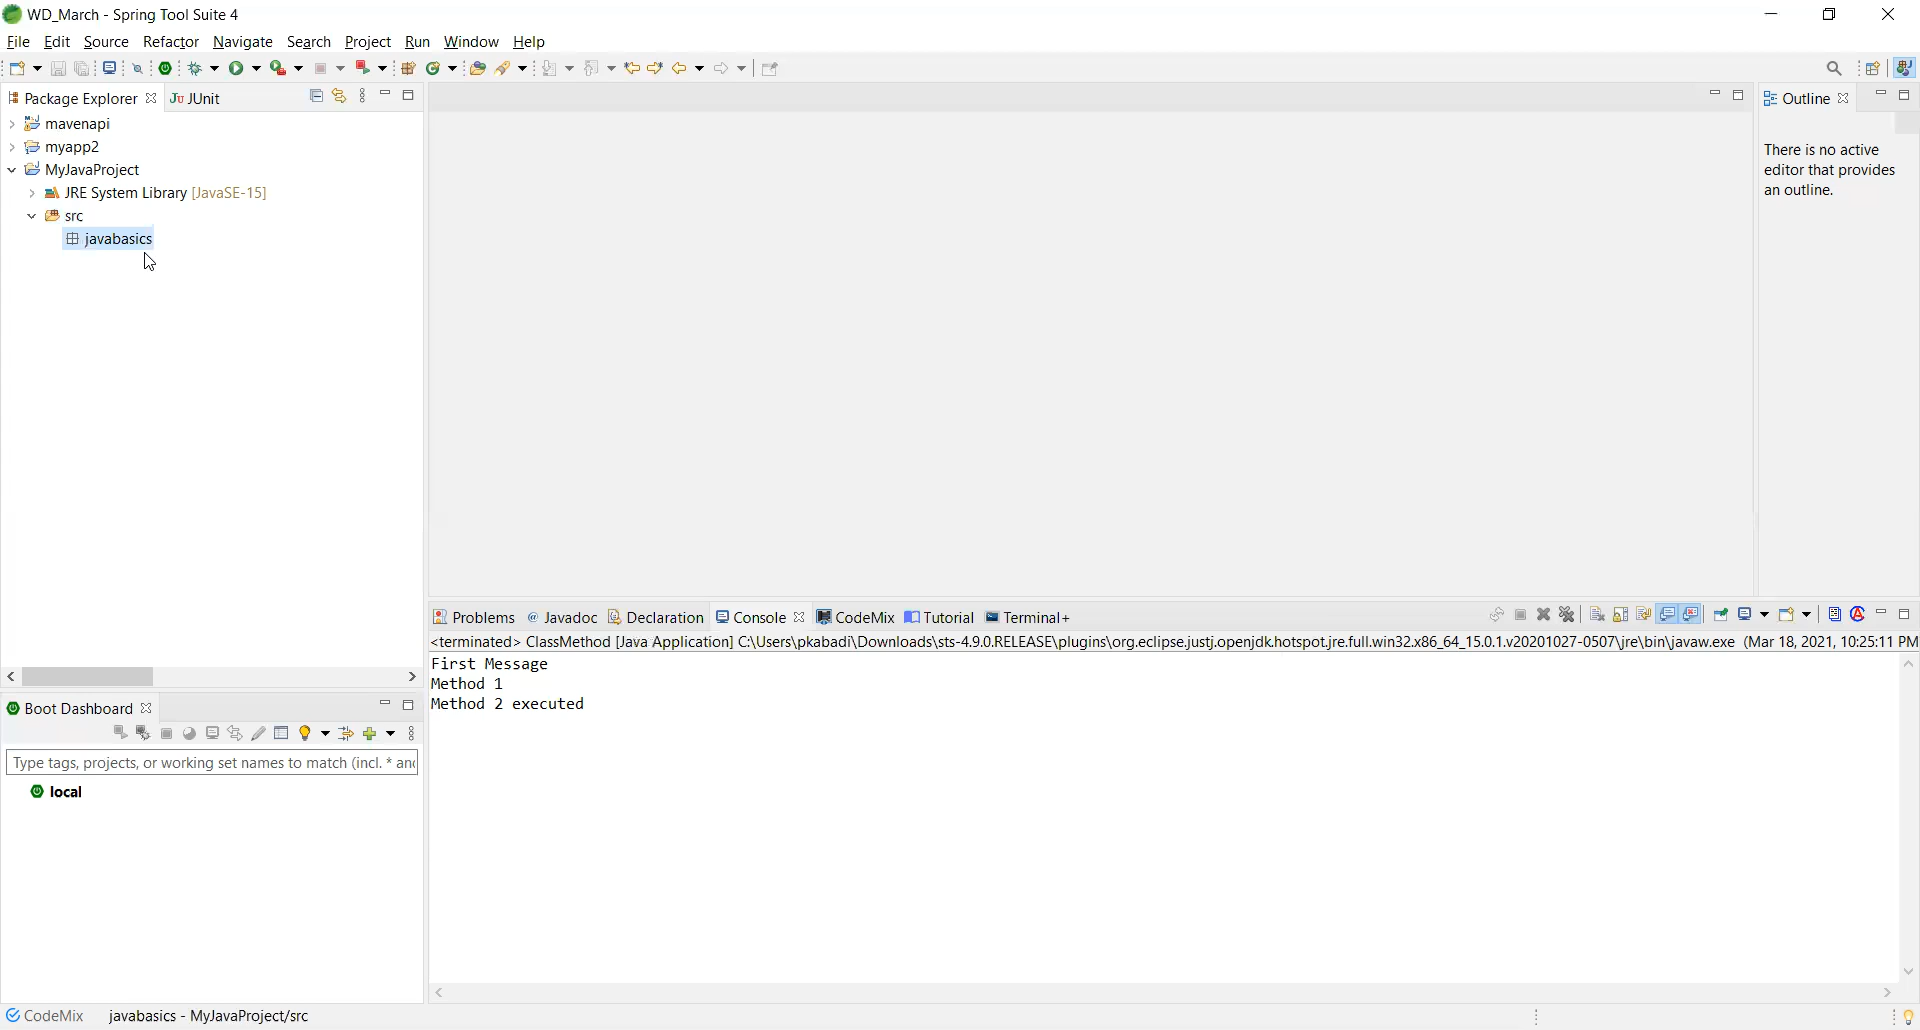 WD_March - Spring Tool Suite 4
File Edit Source Refactor Navigate Search Project Run Window Help
Package Explorer JUnit
Outline
mavenapi
myapp2
MyJavaProject
JRE System Library [JavaSE-15]
src
javabasics
There is no active
editor that provides
an outline.
Problems @ Javadoc Declaration Console CodeMix Tutorial Terminal+
<terminated> ClassMethod [Java Application] C:\Users\pkabadi\Downloads\sts-4.9.0.RELEASE\plugins\org.eclipse.justj.openjdk.hotspot.jre.full.win32.x86_64_15.0.1.v20201027-0507\jre\bin\javaw.exe (Mar 18, 2021, 10:25:11 PM
First Message
Method 1
Method 2 executed
Boot Dashboard
Type tags, projects, or working set names to match (incl. * and
local
CodeMix javabasics - MyJavaProject/src